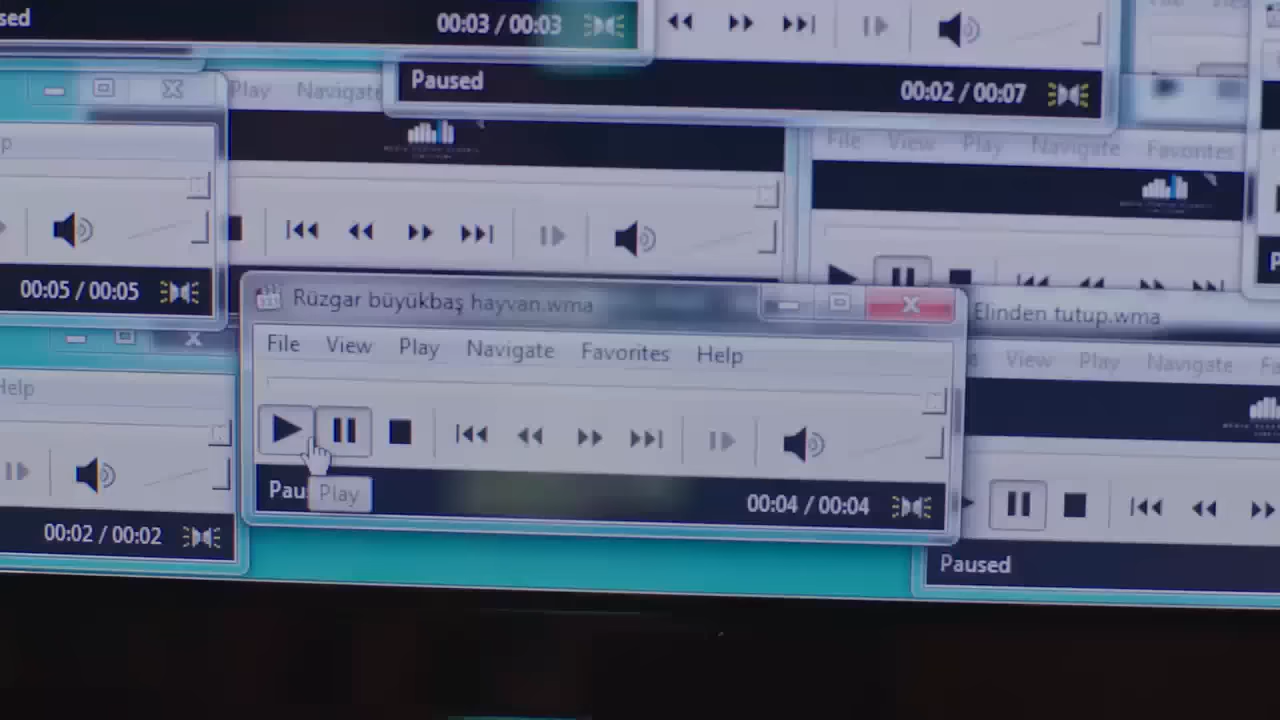 00:03 / 00:03
Paused
00:02 / 00:07
Play Navigate
File View Play Navigate Favorites
00:05 / 00:05
Rüzgar büyükbaş hayvan.wma
Elinden tutup.wma
File View Play Navigate Favorites Help
View Play Navigate
Help
Play
00:04 / 00:04
00:02 / 00:02
Paused